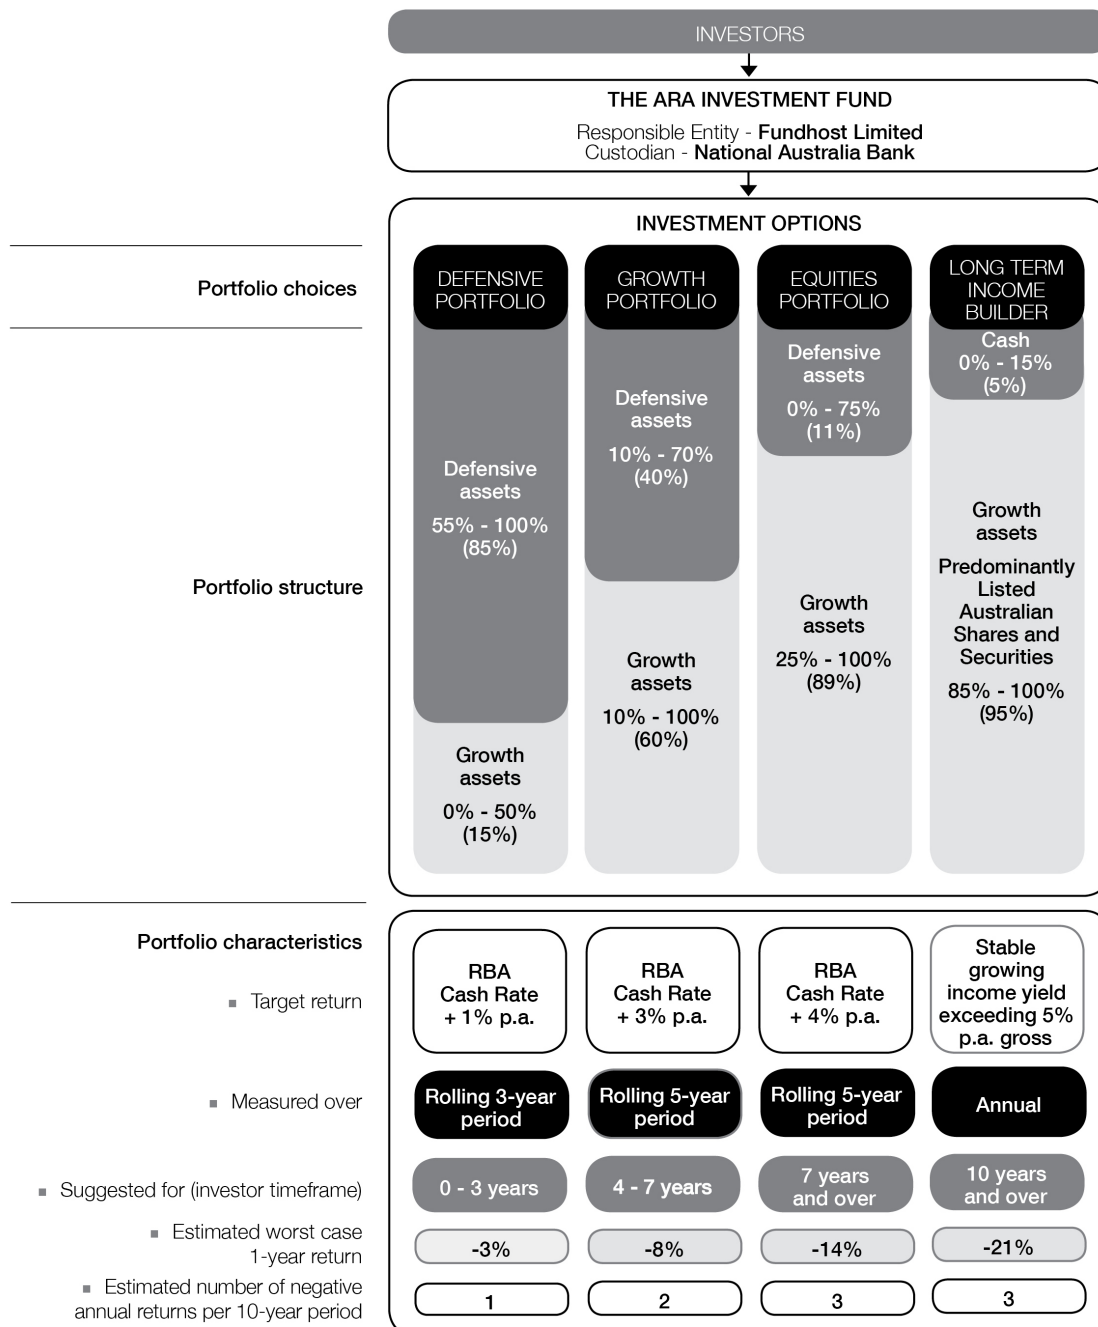 INVESTORS
THE ARA INVESTMENT FUND
Responsible Entity - Fundhost Limited
Custodian - National Australia Bank
INVESTMENT OPTIONS
Portfolio choices
DEFENSIVE
PORTFOLIO
GROWTH
PORTFOLIO
EQUITIES
PORTFOLIO
LONG TERM
INCOME
BUILDER
Portfolio structure
Defensive
assets
55% - 100%
(85%)
Growth
assets
0% - 50%
(15%)
Defensive
assets
10% - 70%
(40%)
Growth
assets
10% - 100%
(60%)
Defensive
assets
0% - 75%
(11%)
Growth
assets
25% - 100%
(89%)
Cash
0% - 15%
(5%)
Growth
assets
Predominantly
Listed
Australian
Shares and
Securities
85% - 100%
(95%)
Portfolio characteristics
■ Target return
RBA
Cash Rate
+ 1% p.a.
RBA
Cash Rate
+ 3% p.a.
RBA
Cash Rate
+ 4% p.a.
Stable
growing
income yield
exceeding 5%
p.a. gross
■ Measured over
Rolling 3-year
period
Rolling 5-year
period
Rolling 5-year
period
Annual
■ Suggested for (investor timeframe)
0 - 3 years
4 - 7 years
7 years
and over
10 years
and over
■ Estimated worst case
1-year return
-3%
-8%
-14%
-21%
■ Estimated number of negative
annual returns per 10-year period
1
2
3
3